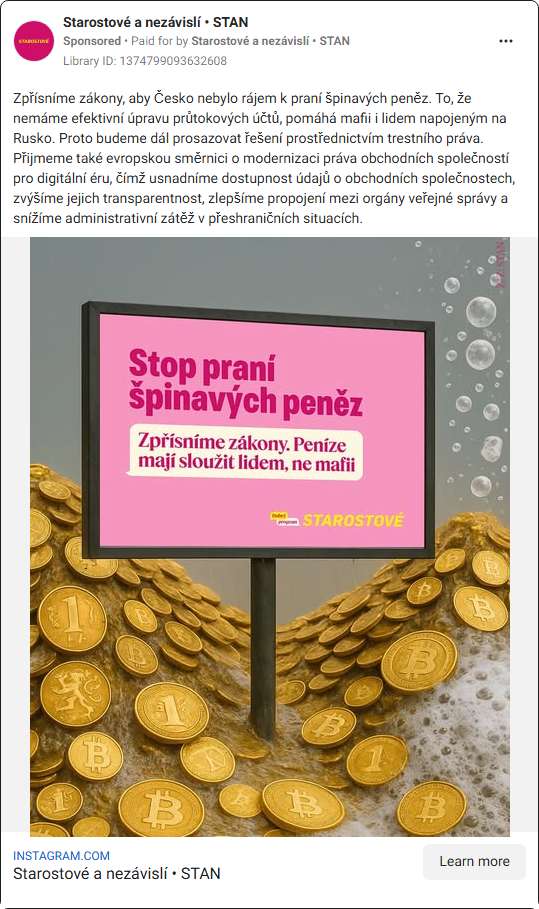 Starostové a nezávislí • STAN
Sponsored • Paid for by Starostové a nezávislí • STAN
Library ID: 1374799093632608
Zpřísníme zákony, aby Česko nebylo rájem k praní špinavých peněz. To, že
nemáme efektivní úpravu průtokových účtů, pomáhá mafii i lidem napojeným na
Rusko. Proto budeme dál prosazovat řešení prostřednictvím trestního práva.
Přijmeme také evropskou směrnici o modernizaci práva obchodních společností
pro digitální éru, čímž usnadníme dostupnost údajů o obchodních společnostech,
zvýšíme jejich transparentnost, zlepšíme propojení mezi orgány veřejné správy a
snížíme administrativní zátěž v přeshraničních situacích.
Stop praní
špinavých peněz
Zpřísníme zákony. Peníze
mají sloužit lidem, ne mafii
STAROSTOVÉ
INSTAGRAM.COM
Starostové a nezávislí • STAN
Learn more